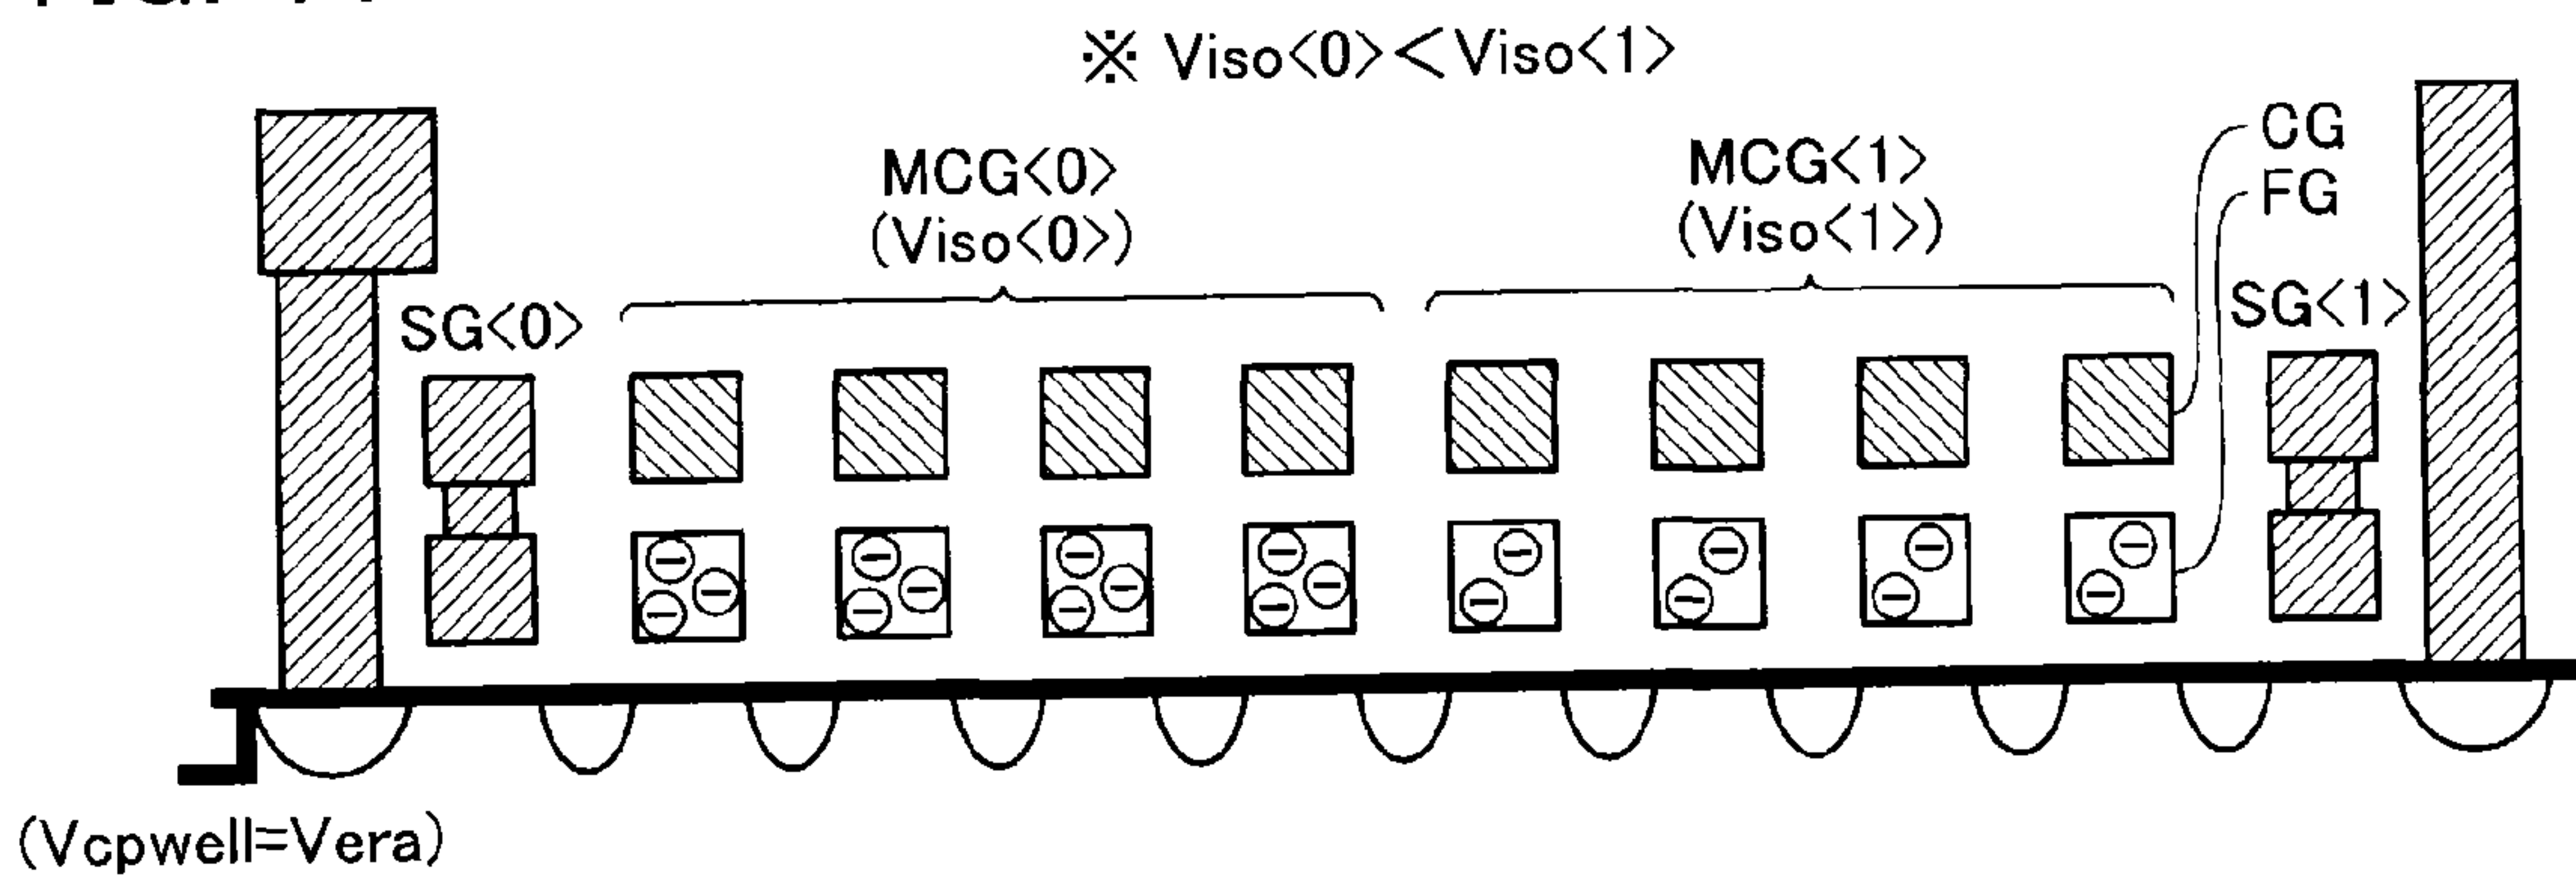 ※ Viso<0><Viso<1>
MCG<0>
(Viso<0>)
MCG<1>
(Viso<1>)
CG
FG
SG<0>
SG<1>
(Vcpwell=Vera)